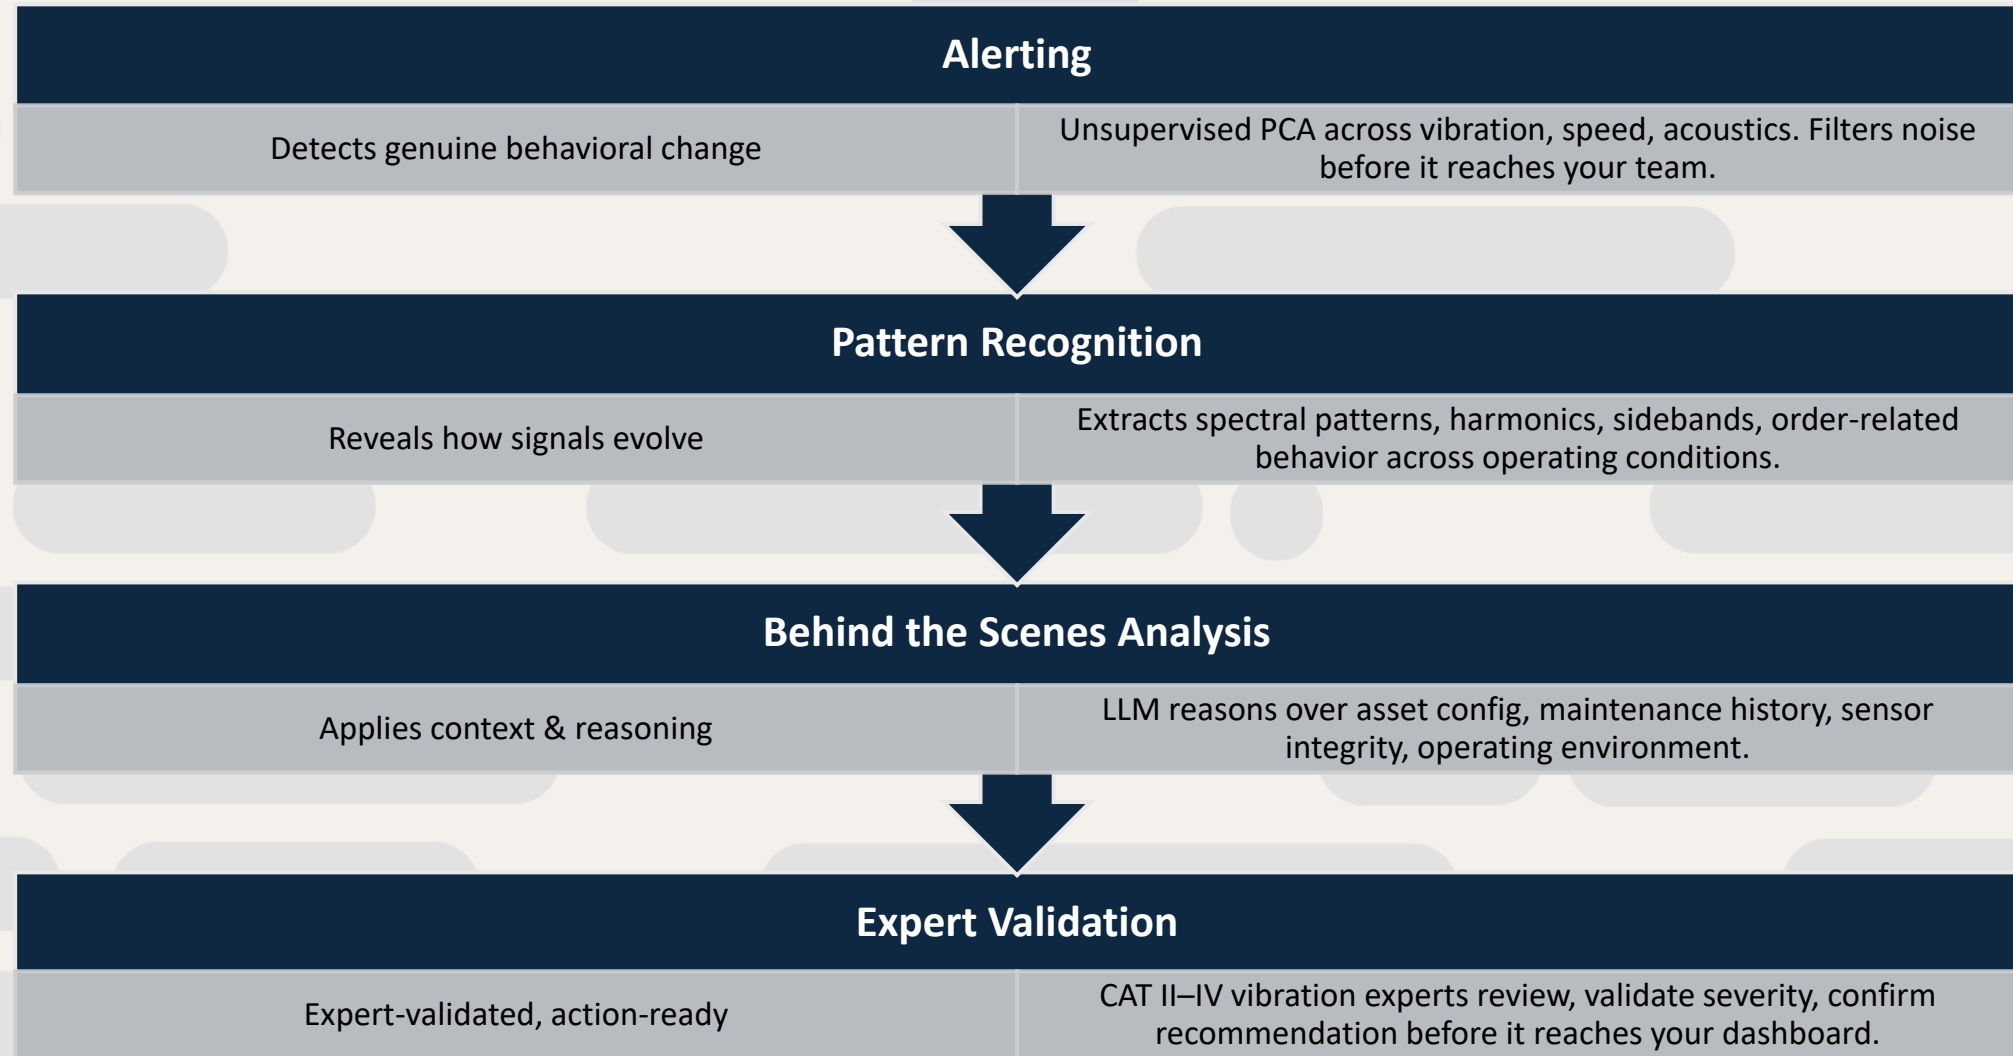 Alerting
Detects genuine behavioral change
Unsupervised PCA across vibration, speed, acoustics. Filters noise
before it reaches your team.
Pattern Recognition
Reveals how signals evolve
Extracts spectral patterns, harmonics, sidebands, order-related
behavior across operating conditions.
Behind the Scenes Analysis
Applies context & reasoning
LLM reasons over asset config, maintenance history, sensor
integrity, operating environment.
Expert Validation
Expert-validated, action-ready
CAT II–IV vibration experts review, validate severity, confirm
recommendation before it reaches your dashboard.